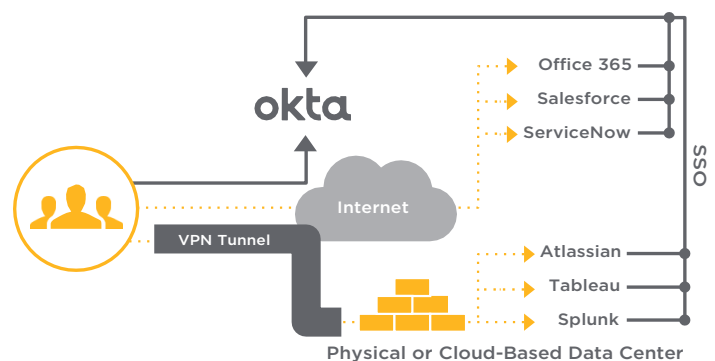 Office 365
okta
Salesforce
ServiceNow
SSO
Internet
VPN Tunnel
Atlassian
Tableau
Splunk
Physical or Cloud-Based Data Center